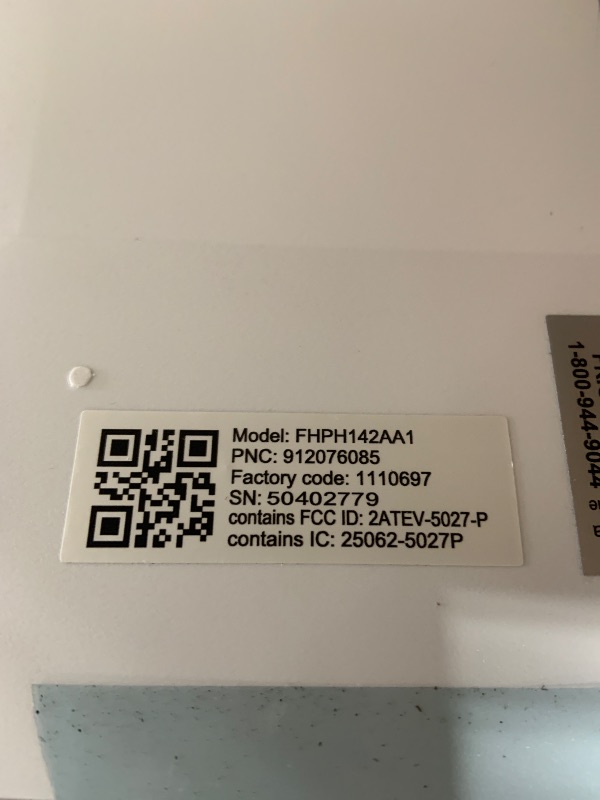 Model: FHPH142AA1
PNC: 912076085
Factory code: 1110697
SN: 50402779
contains FCC ID: 2ATEV-5027-P
contains IC: 25062-5027P
1-800-944-9044